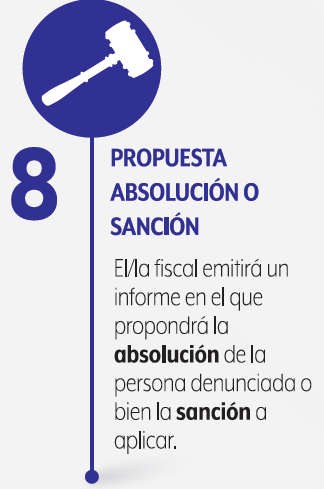 8
PROPUESTA
ABSOLUCIÓN O
SANCIÓN
El/la fiscal emitirá un
informe en el que
propondrá la
absolución de la
persona denunciada o
bien la sanción a
aplicar.